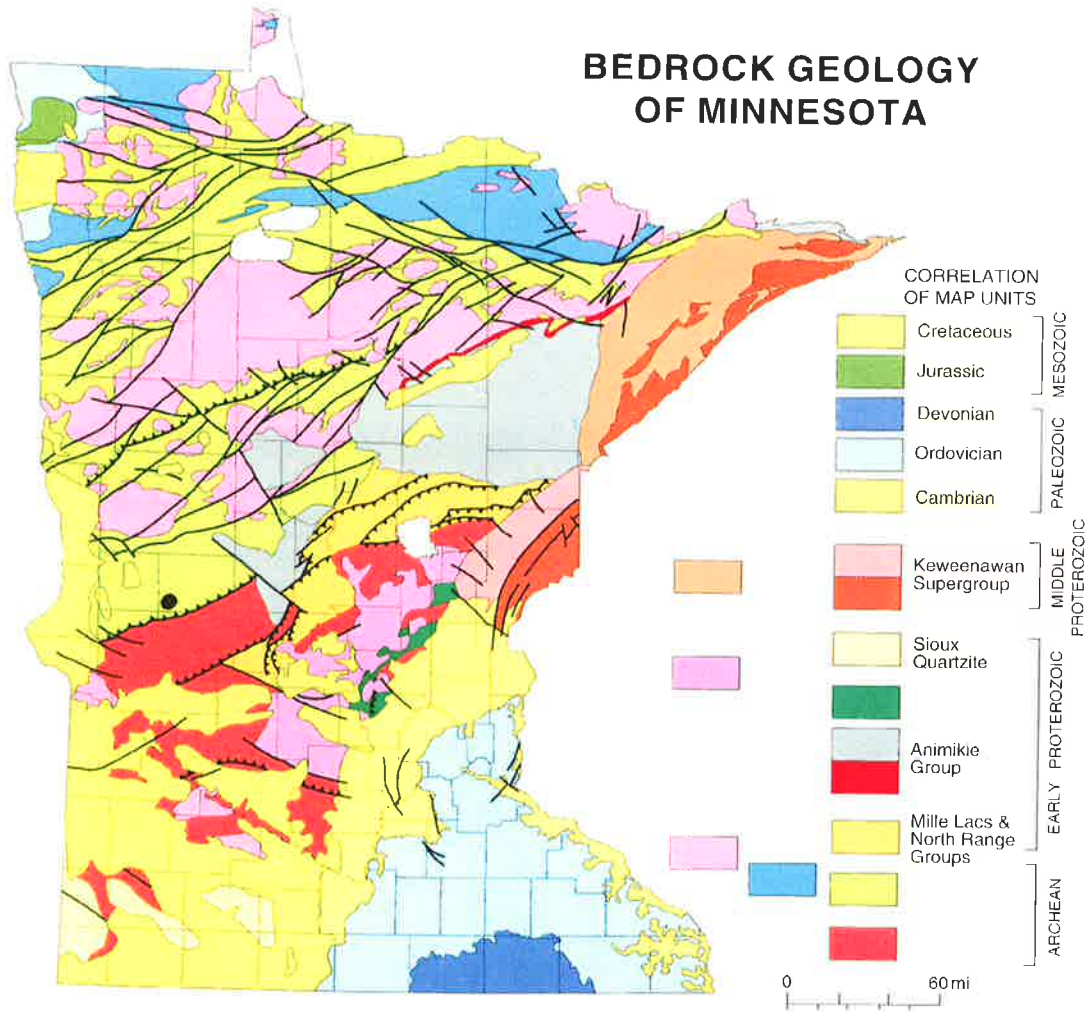 BEDROCK GEOLOGY
OF MINNESOTA
CORRELATION
OF MAP UNITS
Cretaceous
Jurassic
MESOZOIC
Devonian
Ordovician
Cambrian
PALEOZOIC
Keweenawan
Supergroup
MIDDLE
PROTEROZOIC
Sioux
Quartzite
Animikie
Group
Mille Lacs &
North Range
Groups
EARLY PROTEROZOIC
ARCHEAN
0 60 mi